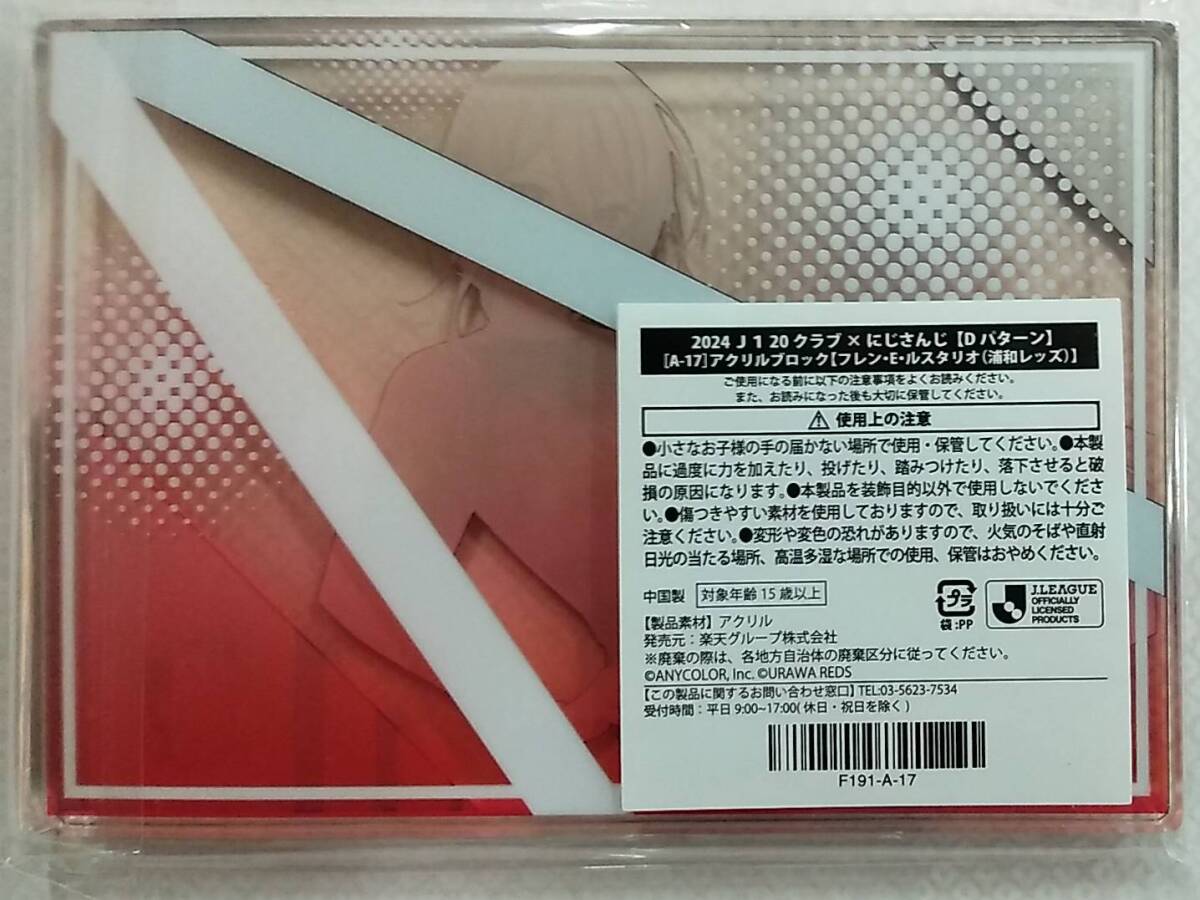 2024 J1 20クラブ×にじさんじ【Dパターン】
[A-17]アクリルブロック【フレン・E・ルスタリオ(浦和レッズ)】
ご使用になる前に以下の注意事項をよくお読みください。
また、お読みになった後も大切に保管してください。
⚠ 使用上の注意
●小さなお子様の手の届かない場所で使用・保管してください。●本製
品に過度に力を加えたり、投げたり、踏みつけたり、落下させると破
損の原因になります。●本製品を装飾目的以外で使用しないでくださ
い。●傷つきやすい素材を使用しておりますので、取り扱いには十分ご
注意ください。●変形や変色の恐れがありますので、火気のそばや直射
日光の当たる場所、高温多湿な場所での使用、保管はおやめください。
中国製 対象年齢15歳以上
【製品素材】アクリル
発売元：楽天グループ株式会社
※廃棄の際は、各地方自治体の廃棄区分に従ってください。
©ANYCOLOR, Inc. ©URAWA REDS
プラ
袋:PP
J.LEAGUE
OFFICIALLY
LICENSED
PRODUCTS
【この製品に関するお問い合わせ窓口】TEL:03-5623-7534
受付時間：平日9:00~17:00(休日・祝日を除く)
F191-A-17